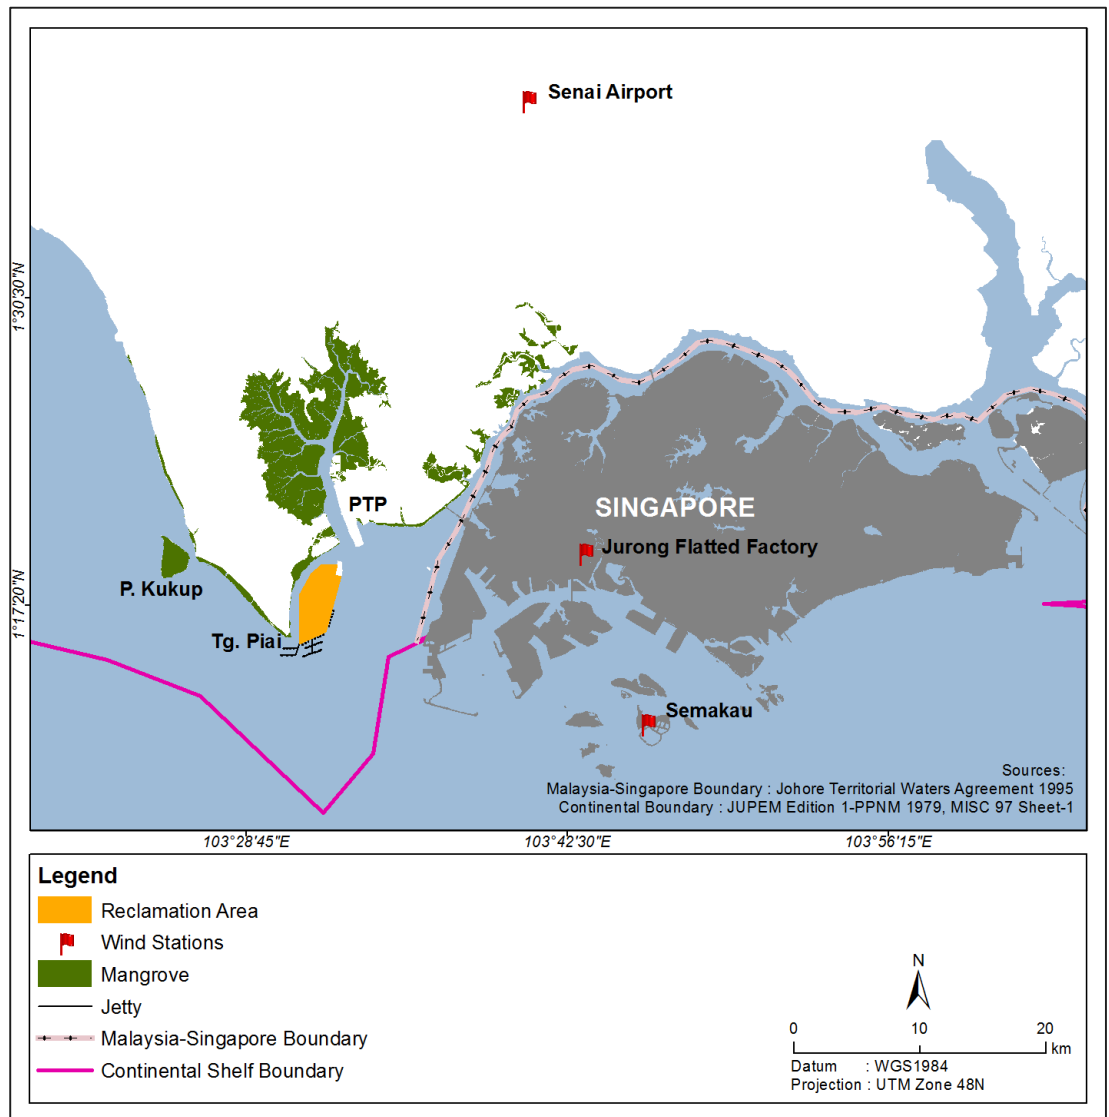 Senai Airport
1°30'30"N
PTP
SINGAPORE
Jurong Flatted Factory
P. Kukup
1°17'20"N
Tg. Piai
Semakau
Sources:
Malaysia-Singapore Boundary : Johore Territorial Waters Agreement 1995
Continental Boundary : JUPEM Edition 1-PPNM 1979, MISC 97 Sheet-1
103°28'45"E
103°42'30"E
103°56'15"E
Legend
Reclamation Area
Wind Stations
Mangrove
Jetty
Malaysia-Singapore Boundary
Continental Shelf Boundary
N
0 10 20
km
Datum : WGS1984
Projection : UTM Zone 48N